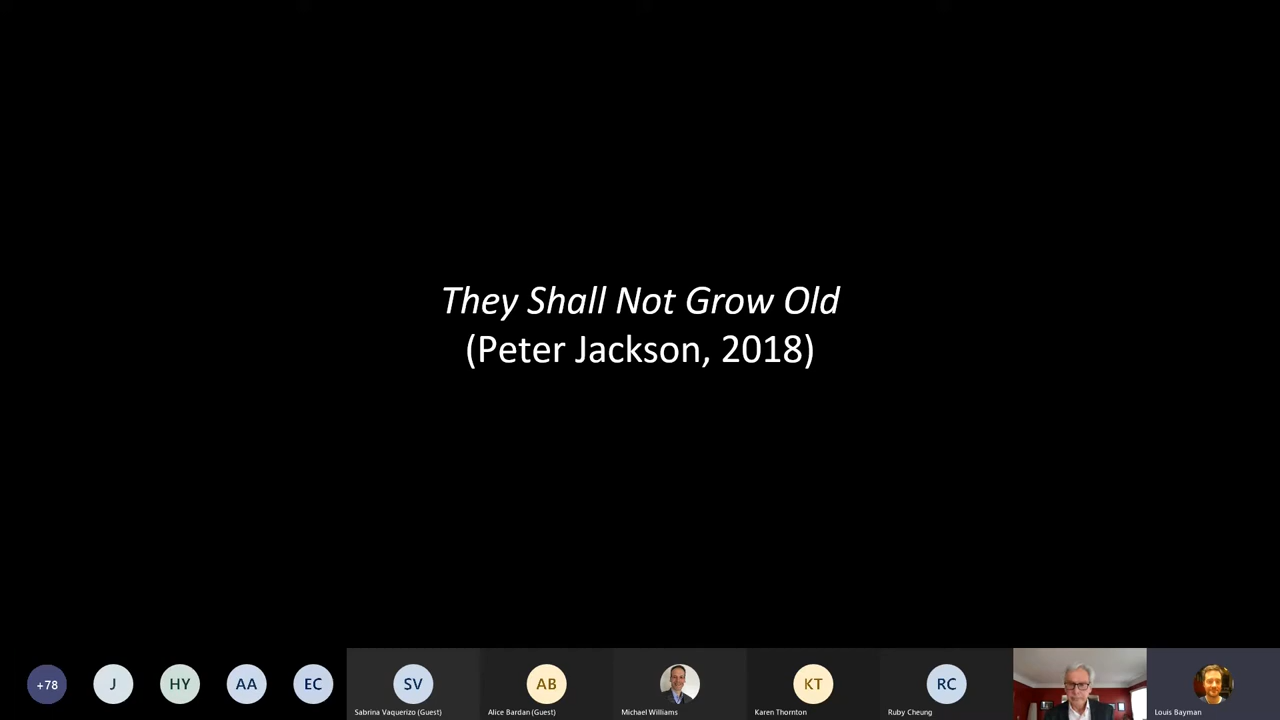 They Shall Not Grow Old
(Peter Jackson, 2018)
+78
J
HY
AA
EC
SV
AB
KT
RC
Sabrina Vaquerizo (Guest)
Alice Bardan (Guest)
Michael Williams
Karen Thornton
Ruby Cheung
Louis Bayman